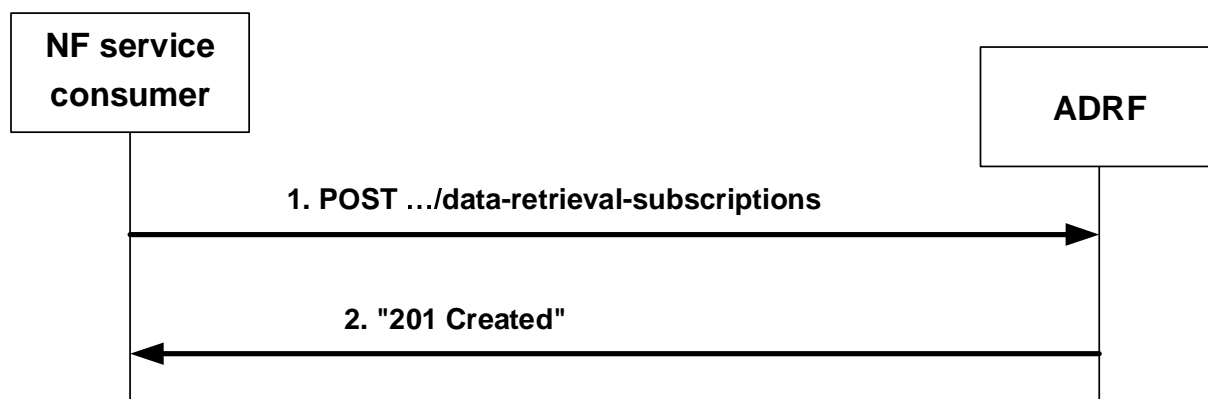 NF service
consumer
ADRF
1. POST …/data-retrieval-subscriptions
2. "201 Created"